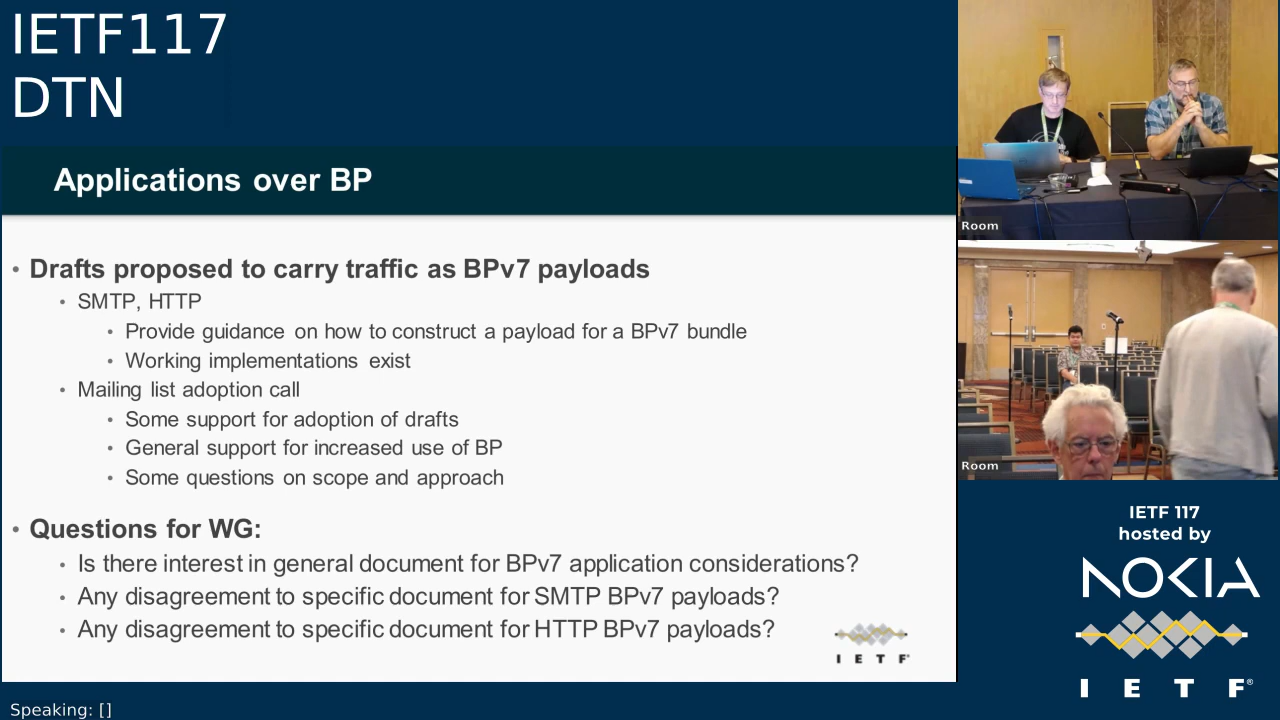 IETF117
DTN
Applications over BP
• Drafts proposed to carry traffic as BPv7 payloads
• SMTP, HTTP
• Provide guidance on how to construct a payload for a BPv7 bundle
• Working implementations exist
• Mailing list adoption call
• Some support for adoption of drafts
• General support for increased use of BP
• Some questions on scope and approach
• Questions for WG:
• Is there interest in general document for BPv7 application considerations?
• Any disagreement to specific document for SMTP BPv7 payloads?
• Any disagreement to specific document for HTTP BPv7 payloads?
I E T F®
Speaking: []
Room
Room
IETF 117
hosted by
NOKIA
I E T F®